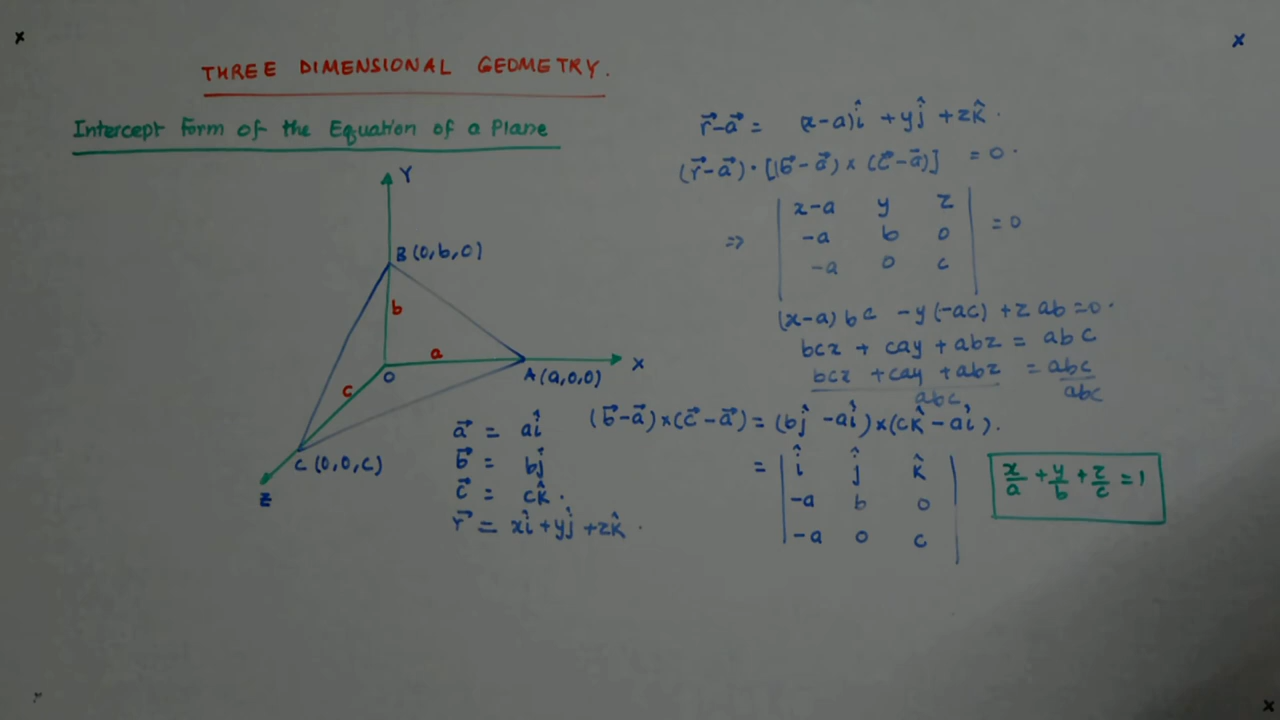 THREE DIMENSIONAL GEOMETRY.
Intercept form of the Equation of a Plane
Y
B (0,b,0)
b
a
X
O
A (a,0,0)
c
C (0,0,c)
Z
a⃗ = aî
b⃗ = bĵ
c⃗ = ck̂.
r⃗ = xî + yĵ + zk̂.
r⃗-a⃗ = (x-a)î + yĵ + zk̂.
(r⃗-a⃗)·[(b⃗-a⃗) x (c⃗-a⃗)] = 0.
⇒ | x-a y z | = 0
-a b 0
-a 0 c
(x-a) bc - y(-ac) + z ab = 0.
bcx + cay + abz = abc
bcx + cay + abz = abc
abc abc
(b⃗-a⃗)x(c⃗-a⃗) = (bĵ - aî)x(ck̂ - aî).
= | î ĵ k̂ |
-a b 0
-a 0 c
x/a + y/b + z/c = 1
x
x
x